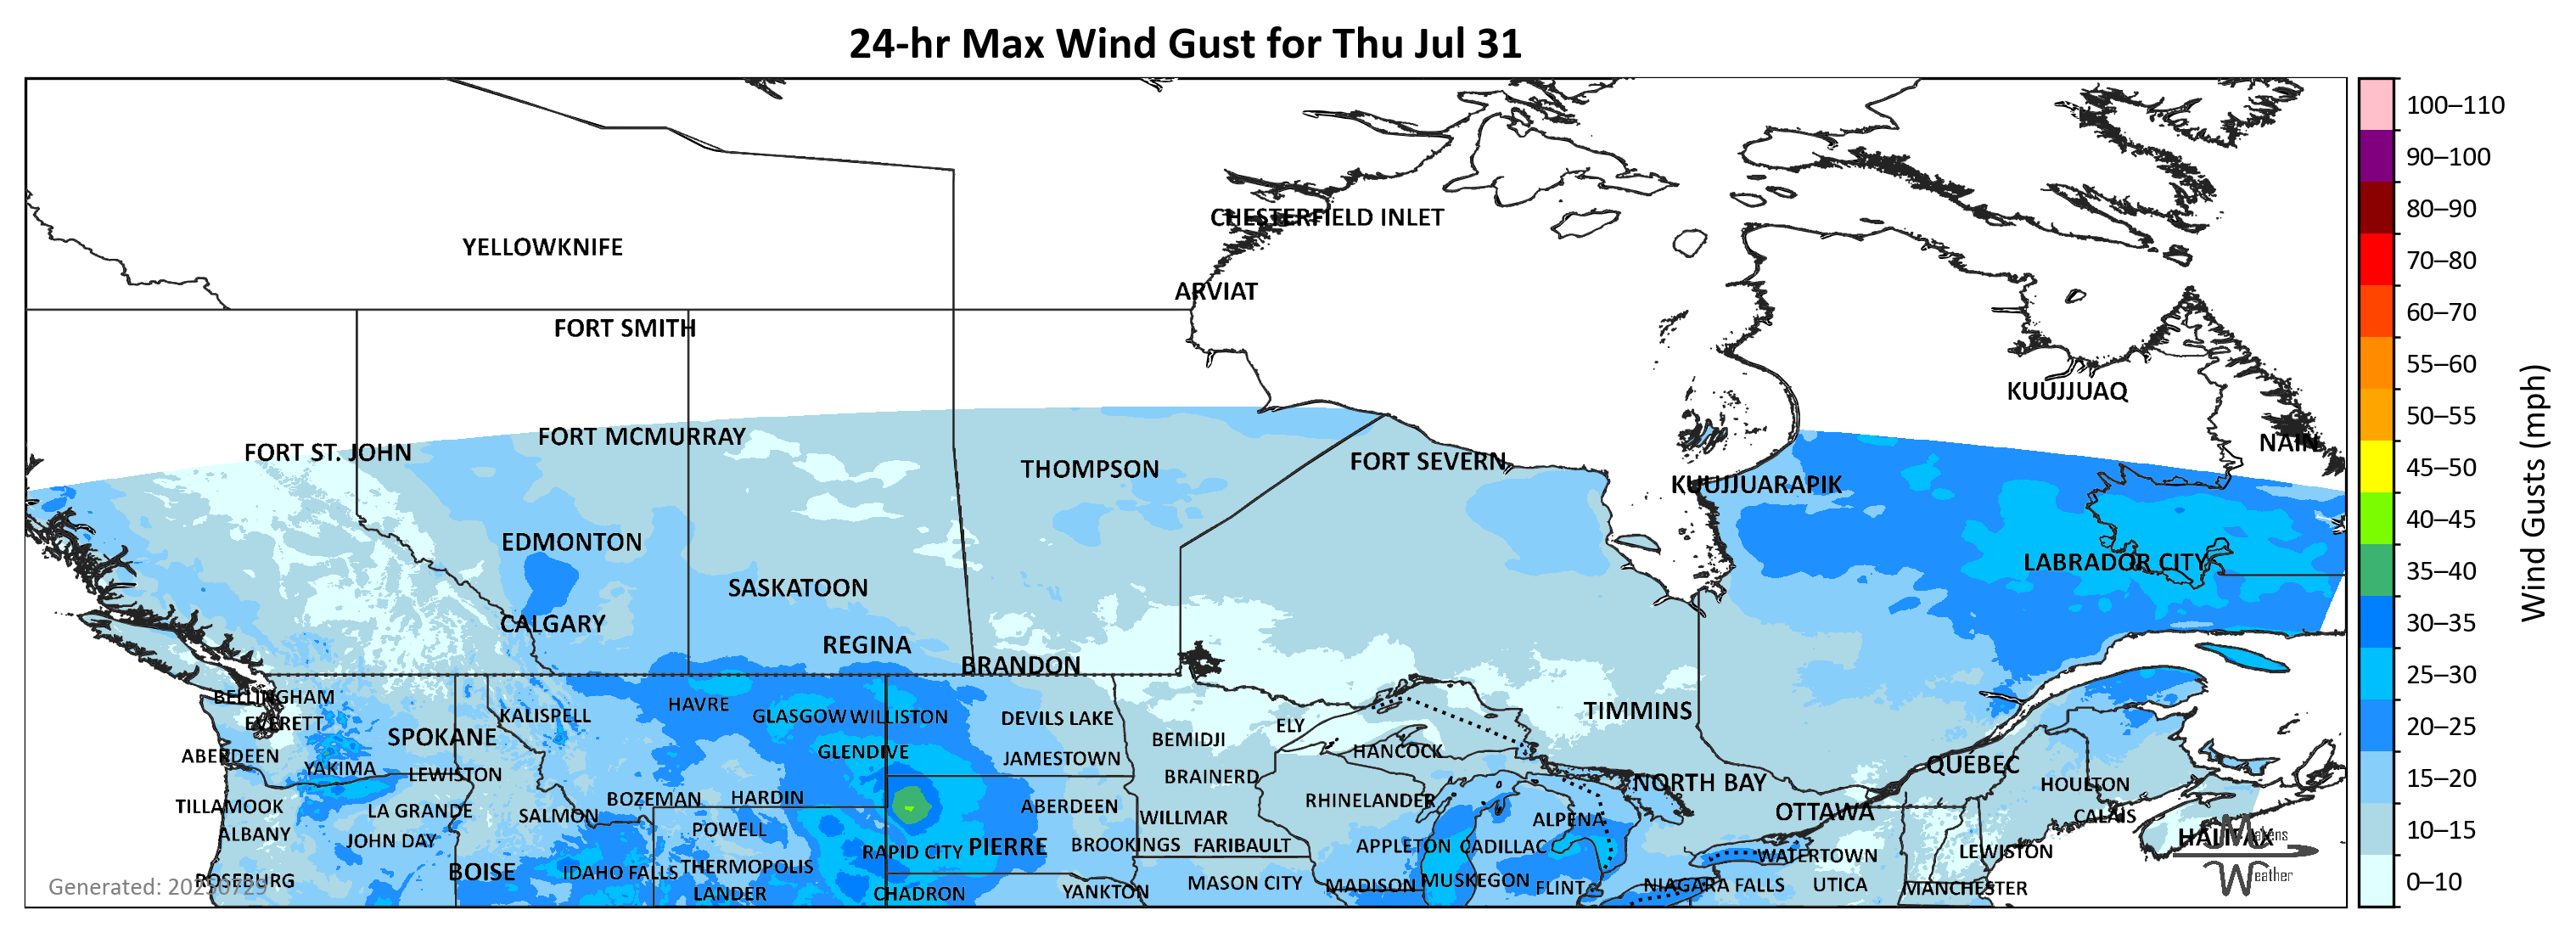 24-hr Max Wind Gust for Thu Jul 31
100–110
90–100
CHESTERFIELD INLET
80–90
YELLOWKNIFE
70–80
ARVIAT
60–70
FORT SMITH
55–60
KUUJJUAQ
50–55
FORT MCMURRAY
NAIN
FORT ST. JOHN
THOMPSON
FORT SEVERN
45–50
KUUJJUARAPIK
40–45
EDMONTON
LABRADOR CITY
35–40
SASKATOON
CALGARY
30–35
REGINA
BRANDON
25–30
Wind Gusts (mph)
BELLINGHAM
HAVRE
EVERETT
KALISPELL
GLASGOW
WILLISTON
DEVILS LAKE
ELY
TIMMINS
20–25
SPOKANE
BEMIDJI
ABERDEEN
GLENDIVE
JAMESTOWN
HANCOCK
YAKIMA
LEWISTON
BRAINERD
NORTH BAY
QUÉBEC
HOULTON
15–20
TILLAMOOK
LA GRANDE
SALMON
BOZEMAN
HARDIN
ABERDEEN
WILLMAR
RHINELANDER
ALPENA
OTTAWA
CALAIS
10–15
ALBANY
JOHN DAY
POWELL
RAPID CITY
PIERRE
BROOKINGS
FARIBAULT
APPLETON
CADILLAC
WATERTOWN
LEWISTON
HALIFAX
Makens
Weather
ROSEBURG
BOISE
IDAHO FALLS
THERMOPOLIS
LANDER
CHADRON
YANKTON
MASON CITY
MADISON
MUSKEGON
FLINT
NIAGARA FALLS
UTICA
MANCHESTER
0–10
Generated: 20250729